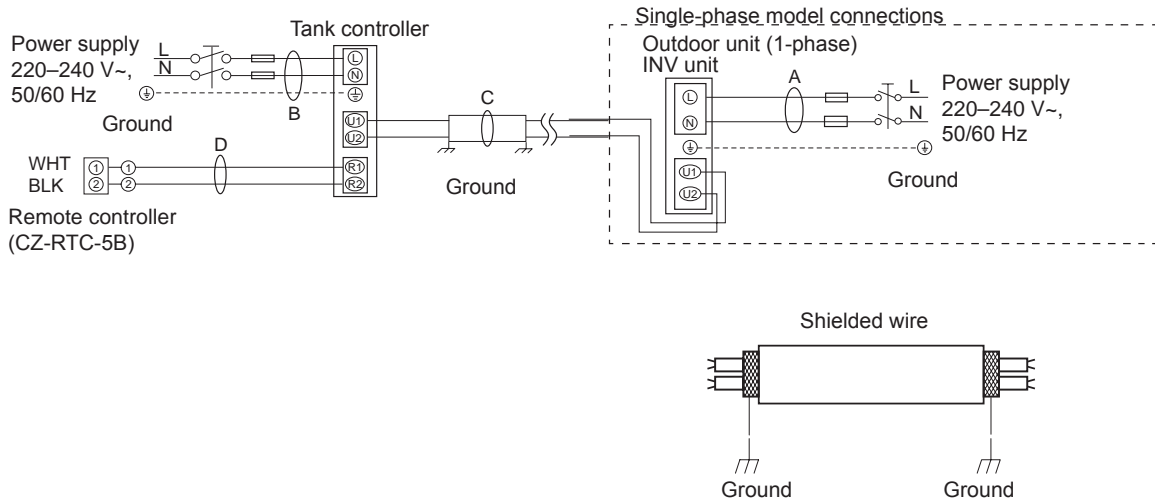 Single-phase model connections
Tank controller
Outdoor unit (1-phase)
INV unit
Power supply
220–240 V~,
50/60 Hz
L
N
Ground
B
L
N
U1
U2
R1
R2
C
Ground
L
N
U1
U2
A
L
N
Power supply
220–240 V~,
50/60 Hz
Ground
WHT
BLK
1 1
2 2
D
Remote controller
(CZ-RTC-5B)
Shielded wire
Ground
Ground